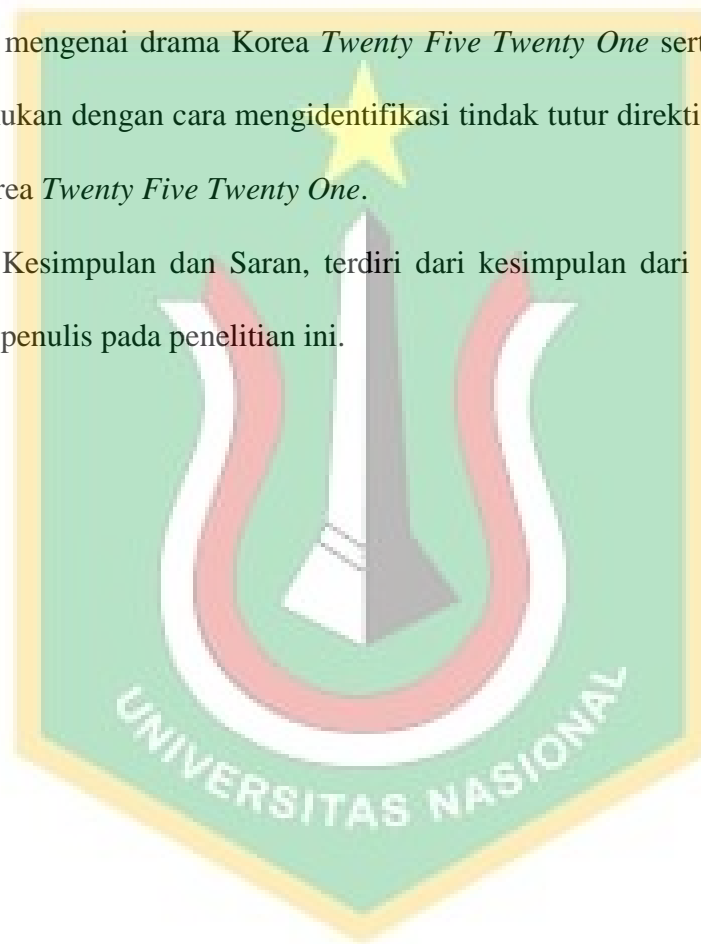 mengenai drama Korea Twenty Five Twenty One sert
ukan dengan cara mengidentifikasi tindak tutur direkti
rea Twenty Five Twenty One.
Kesimpulan dan Saran, terdiri dari kesimpulan dari
penulis pada penelitian ini.
UNIVERSITAS NASIONAL